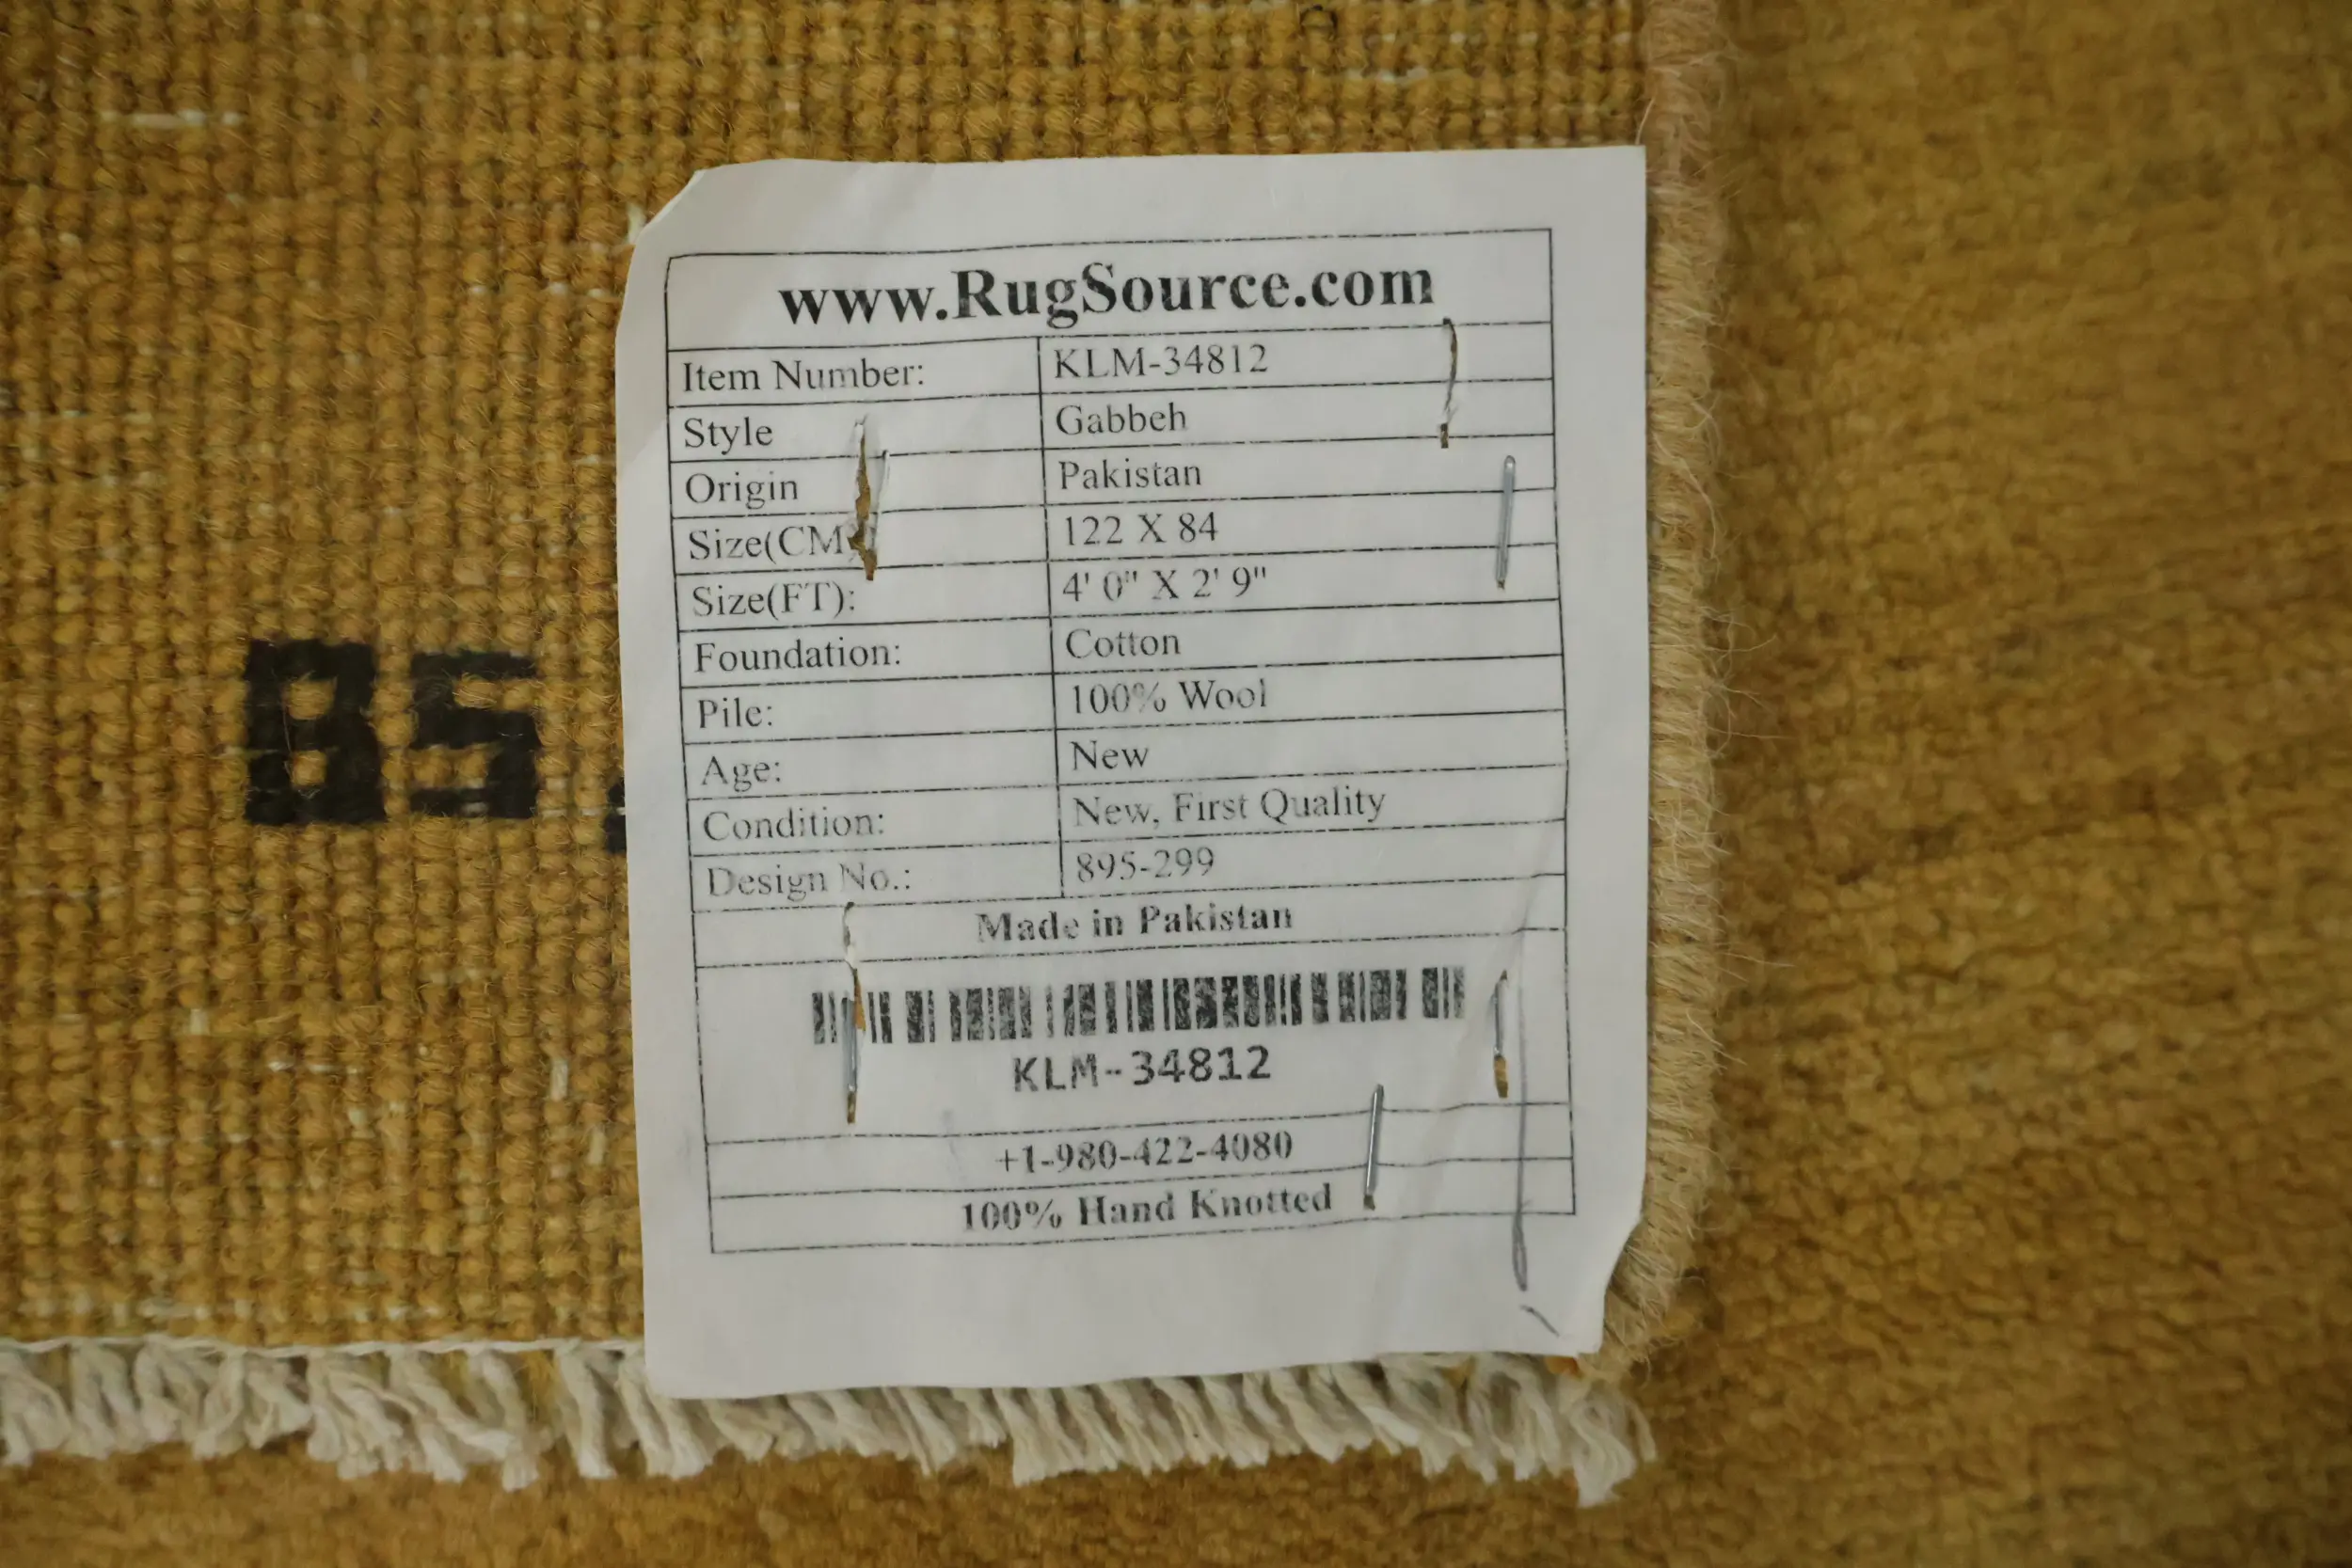 www.RugSource.com
Item Number: KLM-34812
Style Gabbeh
Origin Pakistan
Size(CM 122 X 84
Size(FT): 4' 0" X 2' 9"
Foundation: Cotton
Pile: 100% Wool
Age: New
Condition: New, First Quality
Design No.: 895-299
Made in Pakistan
KLM-34812
+1-980-422-4080
100% Hand Knotted